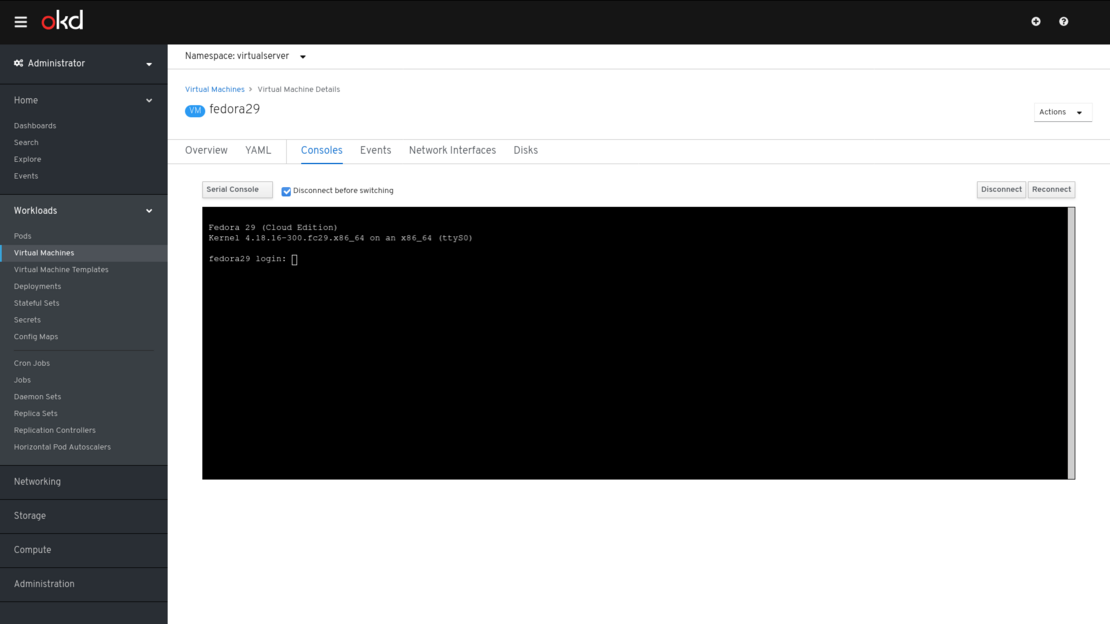 okd
Administrator
Home
Dashboards
Search
Explore
Events
Workloads
Pods
Virtual Machines
Virtual Machine Templates
Deployments
Stateful Sets
Secrets
Config Maps
Cron Jobs
Jobs
Daemon Sets
Replica Sets
Replication Controllers
Horizontal Pod Autoscalers
Networking
Storage
Compute
Administration
Namespace: virtualserver
Virtual Machines > Virtual Machine Details
VM fedora29
Actions
Overview YAML Consoles Events Network Interfaces Disks
Serial Console Disconnect before switching Disconnect Reconnect
Fedora 29 (Cloud Edition)
Kernel 4.18.16-300.fc29.x86_64 on an x86_64 (ttyS0)
fedora29 login: